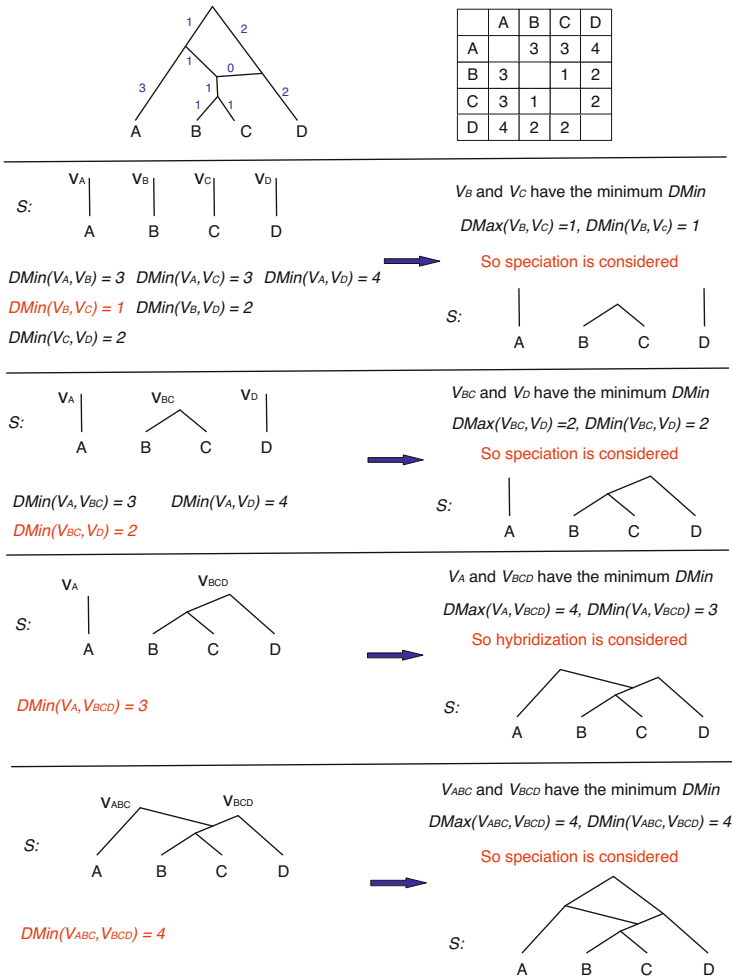 1 2
1 0
3 1 2
1 1
A B C D
A B C D
A 3 3 4
B 3 1 2
C 3 1 2
D 4 2 2
VA VB VC VD
S:
A B C D
DMin(VA,VB) = 3 DMin(VA,VC) = 3 DMin(VA,VD) = 4
DMin(VB,VC) = 1 DMin(VB,VD) = 2
DMin(VC,VD) = 2
VB and VC have the minimum DMin
DMax(VB,VC) =1, DMin(VB,Vc) = 1
So speciation is considered
S:
A B C D
VA VBC VD
S:
A B C D
DMin(VA,VBC) = 3 DMin(VA,VD) = 4
DMin(VBC,VD) = 2
VBC and VD have the minimum DMin
DMax(VBC,VD) =2, DMin(VBC,VD) = 2
So speciation is considered
S:
A B C D
VA VBCD
S:
A B C D
DMin(VA,VBCD) = 3
VA and VBCD have the minimum DMin
DMax(VA,VBCD) = 4, DMin(VA,VBCD) = 3
So hybridization is considered
S:
A B C D
VABC VBCD
S:
A B C D
DMin(VABC,VBCD) = 4
VABC and VBCD have the minimum DMin
DMax(VABC,VBCD) = 4, DMin(VABC,VBCD) = 4
So speciation is considered
S:
A B C D